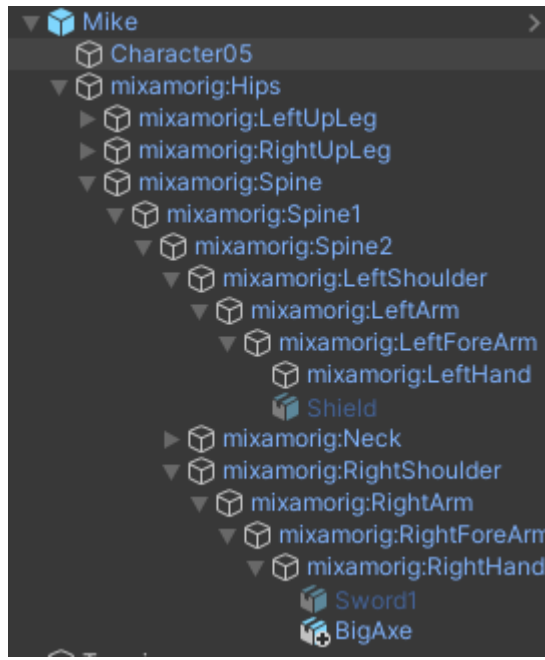 Mike
Character05
mixamorig:Hips
mixamorig:LeftUpLeg
mixamorig:RightUpLeg
mixamorig:Spine
mixamorig:Spine1
mixamorig:Spine2
mixamorig:LeftShoulder
mixamorig:LeftArm
mixamorig:LeftForeArm
mixamorig:LeftHand
Shield
mixamorig:Neck
mixamorig:RightShoulder
mixamorig:RightArm
mixamorig:RightForeArm
mixamorig:RightHand
Sword1
BigAxe